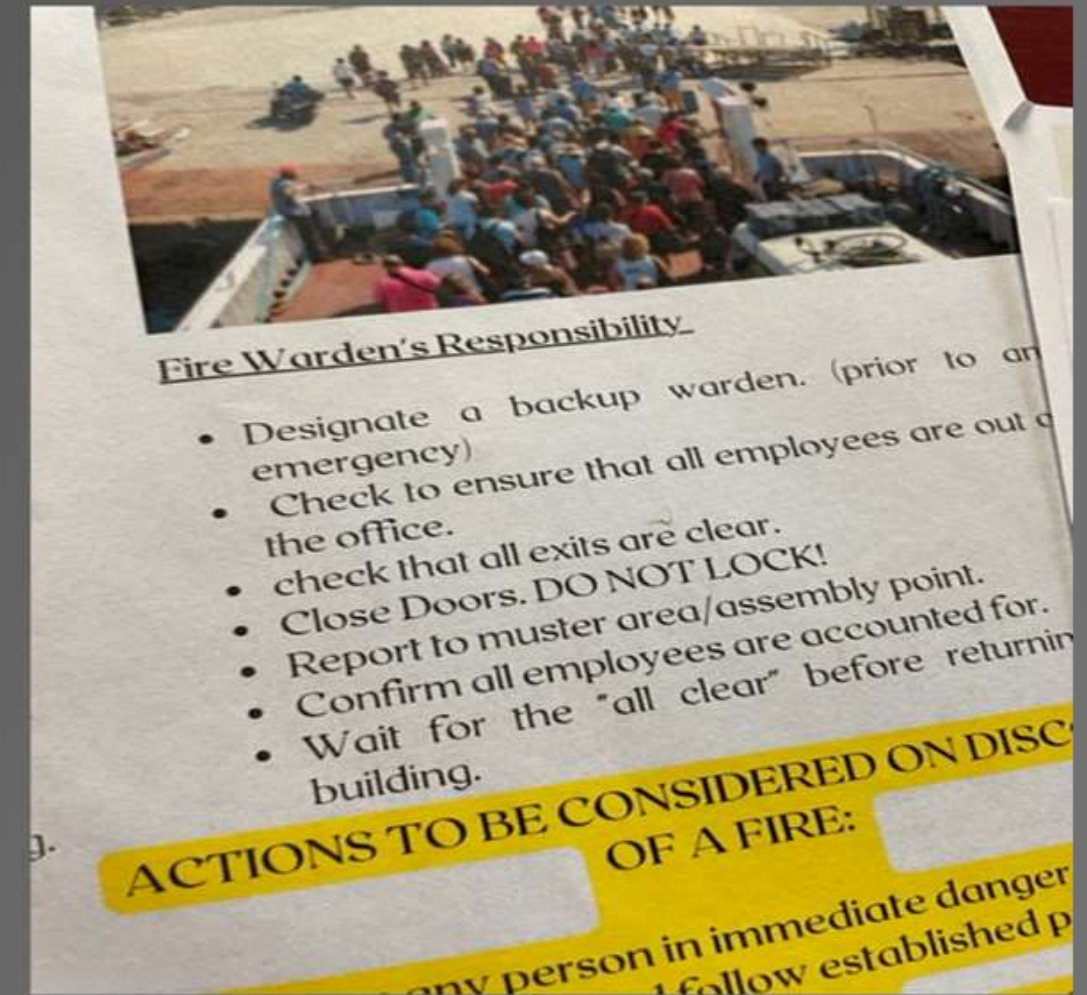 Fire Warden's Responsibility
• Designate a backup warden. (prior to an
emergency)
• Check to ensure that all employees are out
the office.
• check that all exits are clear.
• Close Doors. DO NOT LOCK!
• Report to muster area/assembly point.
• Confirm all employees are accounted for.
• Wait for the "all clear" before
building.
ACTIONS TO BE CONSIDERED ON
OF A FIRE:
person in immediate danger
follow established